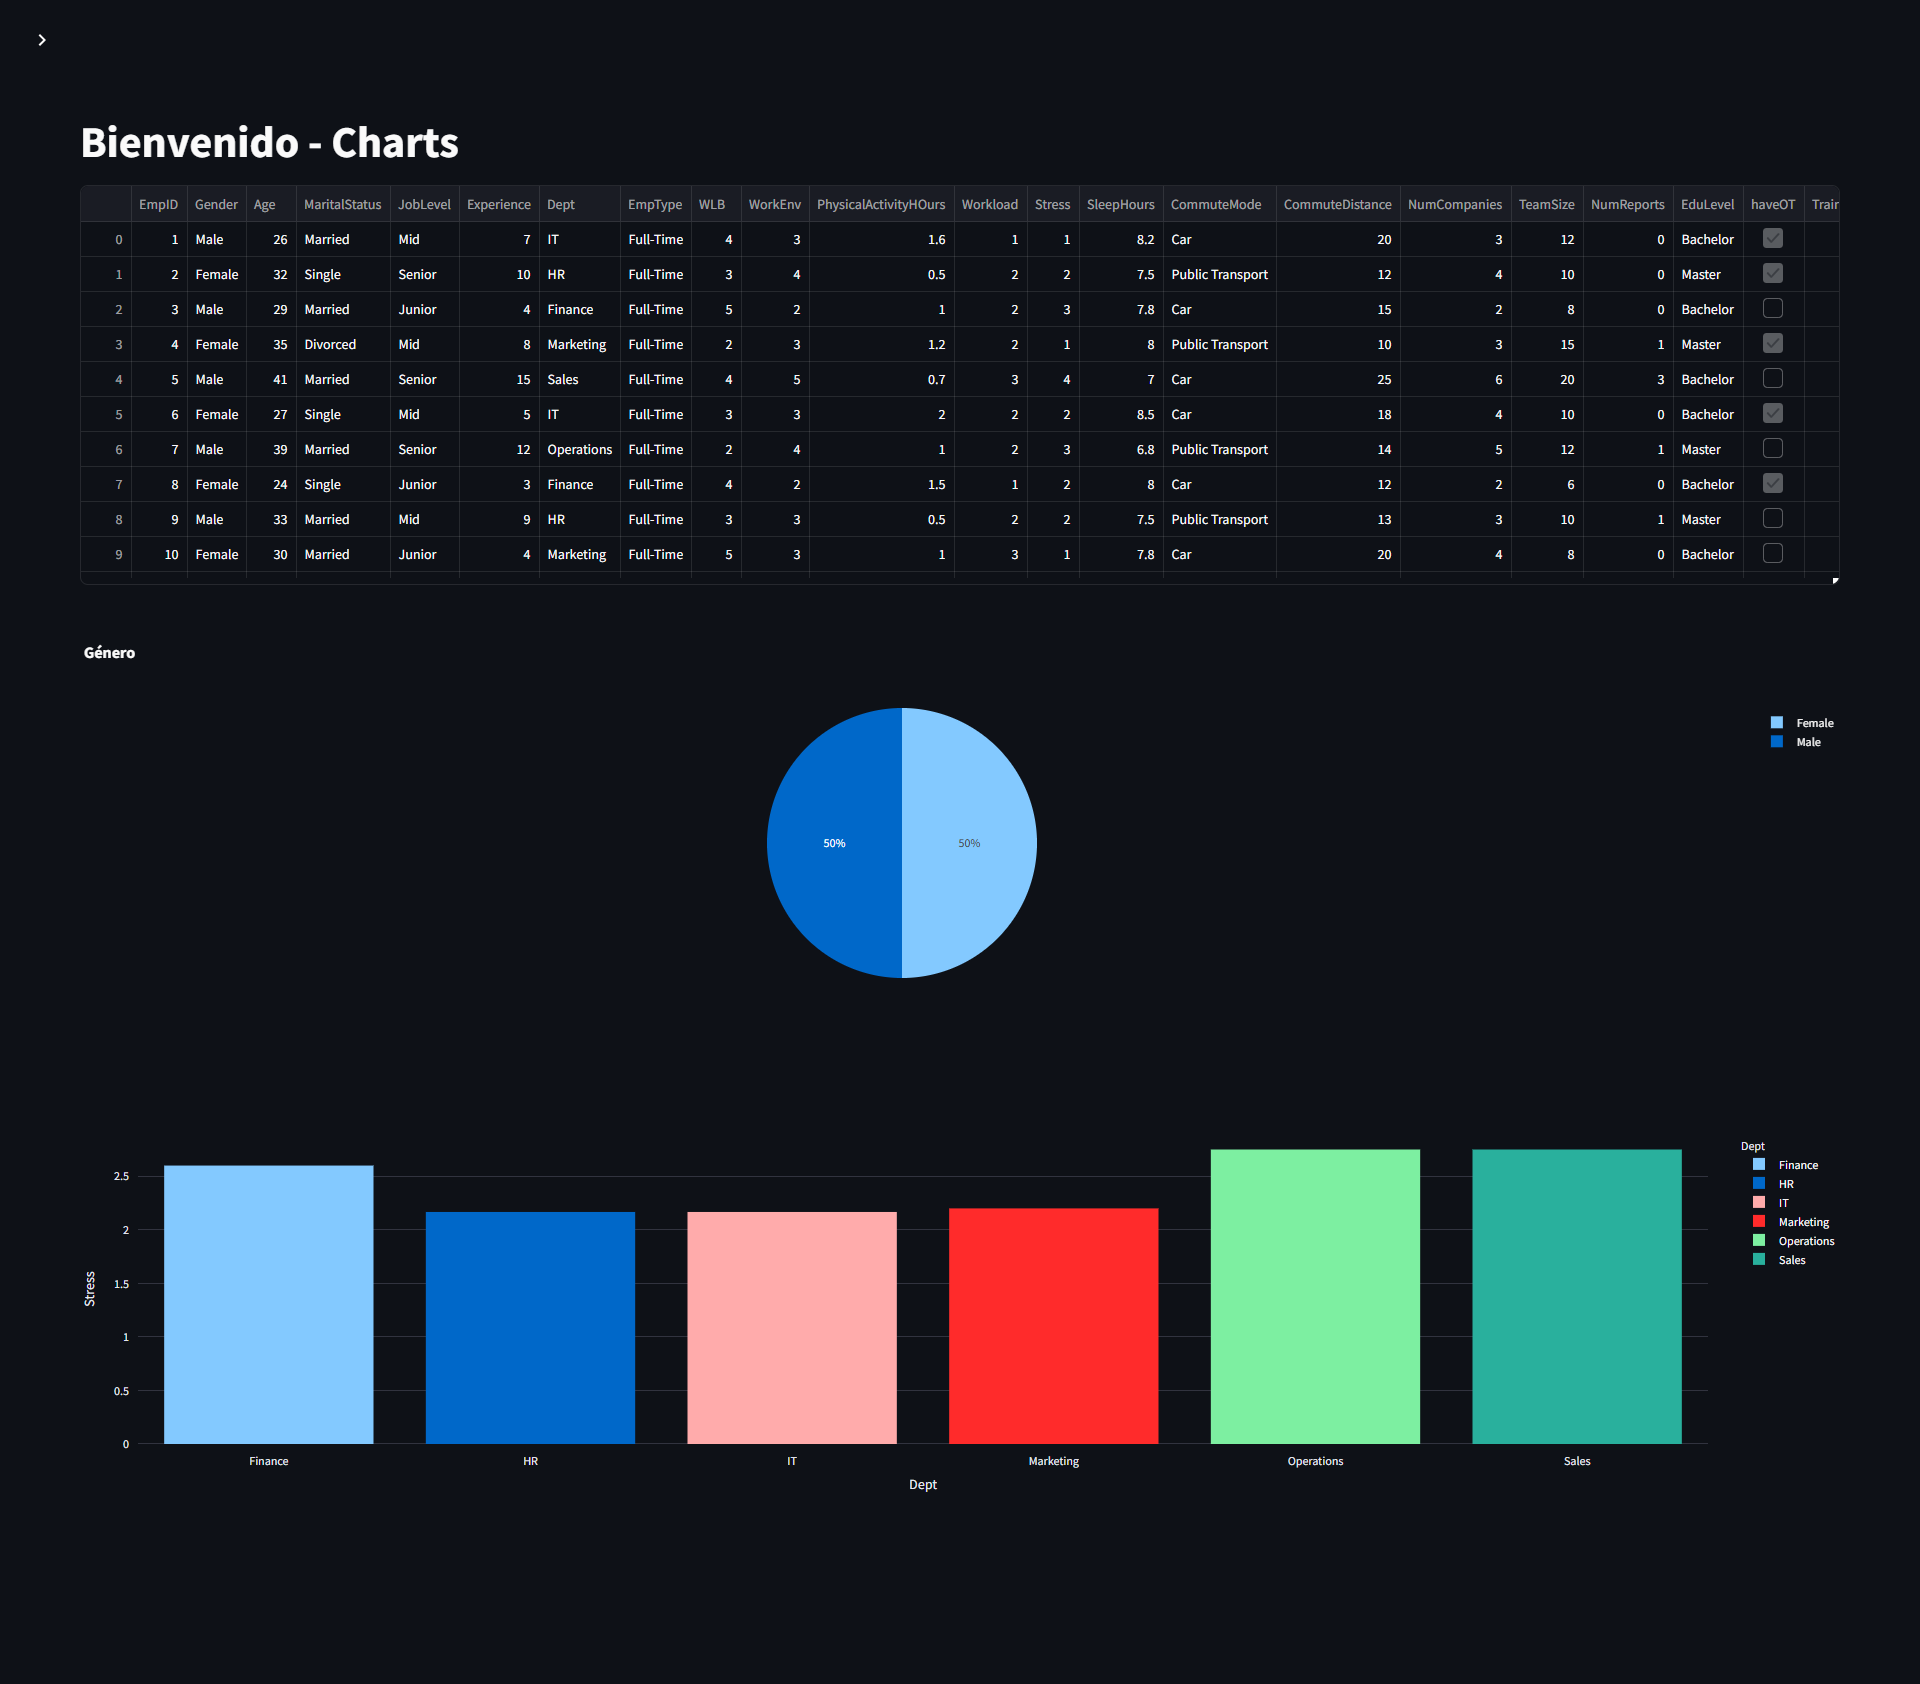 Bienvenido - Charts
EmpID Gender Age MaritalStatus JobLevel Experience Dept EmpType WLB WorkEnv PhysicalActivityHOurs Workload Stress SleepHours CommuteMode CommuteDistance NumCompanies TeamSize NumReports EduLevel haveOT Train
0 1 Male 26 Married Mid 7 IT Full-Time 4 3 1.6 1 1 8.2 Car 20 3 12 0 Bachelor
1 2 Female 32 Single Senior 10 HR Full-Time 3 4 0.5 2 2 7.5 Public Transport 12 4 10 0 Master
2 3 Male 29 Married Junior 4 Finance Full-Time 5 2 1 2 3 7.8 Car 15 2 8 0 Bachelor
3 4 Female 35 Divorced Mid 8 Marketing Full-Time 2 3 1.2 2 1 8 Public Transport 10 3 15 1 Master
4 5 Male 41 Married Senior 15 Sales Full-Time 4 5 0.7 3 4 7 Car 25 6 20 3 Bachelor
5 6 Female 27 Single Mid 5 IT Full-Time 3 3 2 2 2 8.5 Car 18 4 10 0 Bachelor
6 7 Male 39 Married Senior 12 Operations Full-Time 2 4 1 2 3 6.8 Public Transport 14 5 12 1 Master
7 8 Female 24 Single Junior 3 Finance Full-Time 4 2 1.5 1 2 8 Car 12 2 6 0 Bachelor
8 9 Male 33 Married Mid 9 HR Full-Time 3 3 0.5 2 2 7.5 Public Transport 13 3 10 1 Master
9 10 Female 30 Married Junior 4 Marketing Full-Time 5 3 1 3 1 7.8 Car 20 4 8 0 Bachelor
Género
Female
Male
50% 50%
Dept
Finance
HR
IT
Marketing
Operations
Sales
2.5
2
1.5
1
0.5
0
Stress
Finance HR IT Marketing Operations Sales
Dept